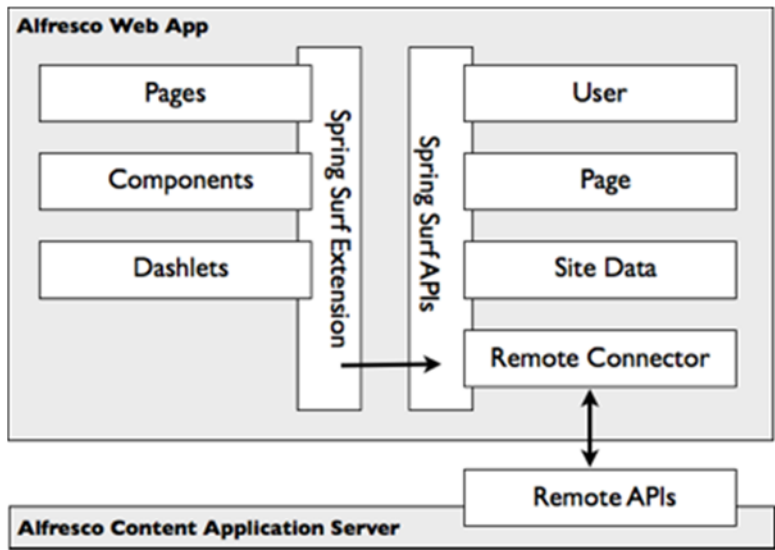 Alfresco Web App
Pages
Components
Dashlets
Spring Surf Extension
Spring Surf APIs
User
Page
Site Data
Remote Connector
Remote APIs
Alfresco Content Application Server